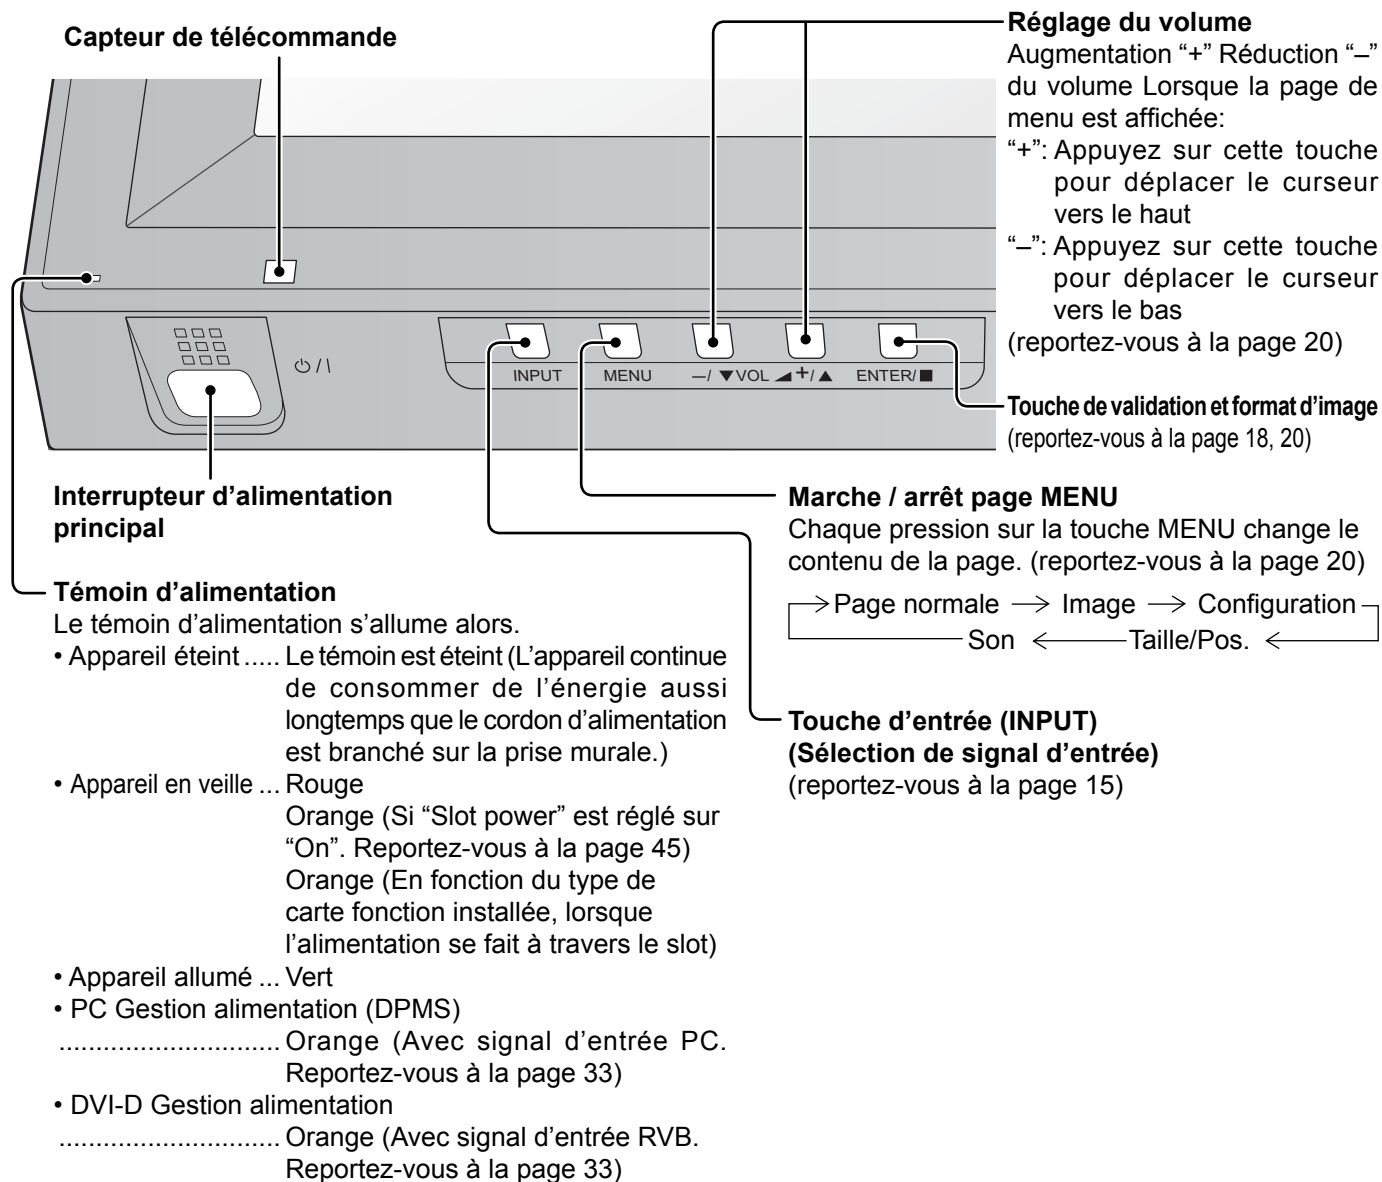 Capteur de télécommande
Réglage du volume
Augmentation “+” Réduction “–”
du volume Lorsque la page de
menu est affichée:
“+”: Appuyez sur cette touche
pour déplacer le curseur
vers le haut
“–”: Appuyez sur cette touche
pour déplacer le curseur
vers le bas
(reportez-vous à la page 20)
⏻ / I
INPUT MENU –/ ▼VOL ◢ +/▲ ENTER/■
Touche de validation et format d’image
(reportez-vous à la page 18, 20)
Interrupteur d’alimentation
principal
Marche / arrêt page MENU
Chaque pression sur la touche MENU change le
contenu de la page. (reportez-vous à la page 20)
→Page normale → Image → Configuration
Son ← Taille/Pos. ←
Témoin d’alimentation
Le témoin d’alimentation s’allume alors.
• Appareil éteint ..... Le témoin est éteint (L’appareil continue
de consommer de l’énergie aussi
longtemps que le cordon d’alimentation
est branché sur la prise murale.)
• Appareil en veille ... Rouge
Orange (Si “Slot power” est réglé sur
“On”. Reportez-vous à la page 45)
Orange (En fonction du type de
carte fonction installée, lorsque
l’alimentation se fait à travers le slot)
• Appareil allumé ... Vert
• PC Gestion alimentation (DPMS)
.............................. Orange (Avec signal d’entrée PC.
Reportez-vous à la page 33)
• DVI-D Gestion alimentation
.............................. Orange (Avec signal d’entrée RVB.
Reportez-vous à la page 33)
Touche d’entrée (INPUT)
(Sélection de signal d’entrée)
(reportez-vous à la page 15)